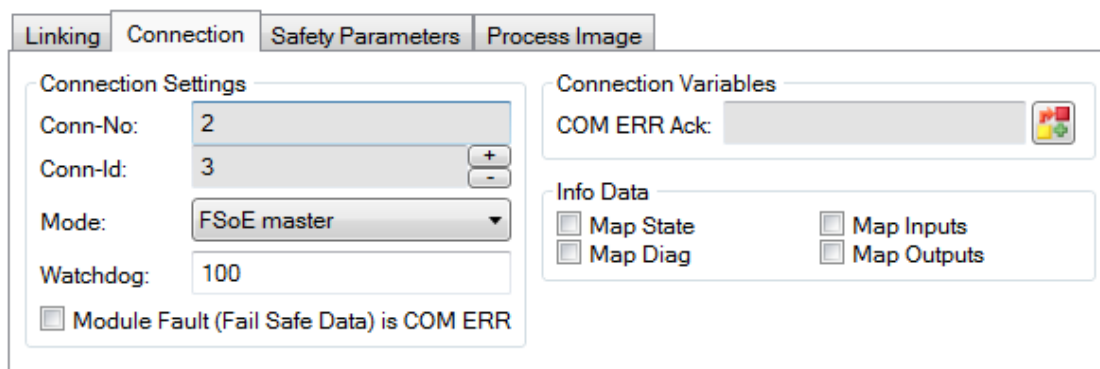 Linking Connection Safety Parameters Process Image
Connection Settings
Conn-No: 2
Conn-Id: 3
+
-
Mode: FSoE master
Watchdog: 100
Module Fault (Fail Safe Data) is COM ERR
Connection Variables
COM ERR Ack:
Info Data
Map State Map Inputs
Map Diag Map Outputs